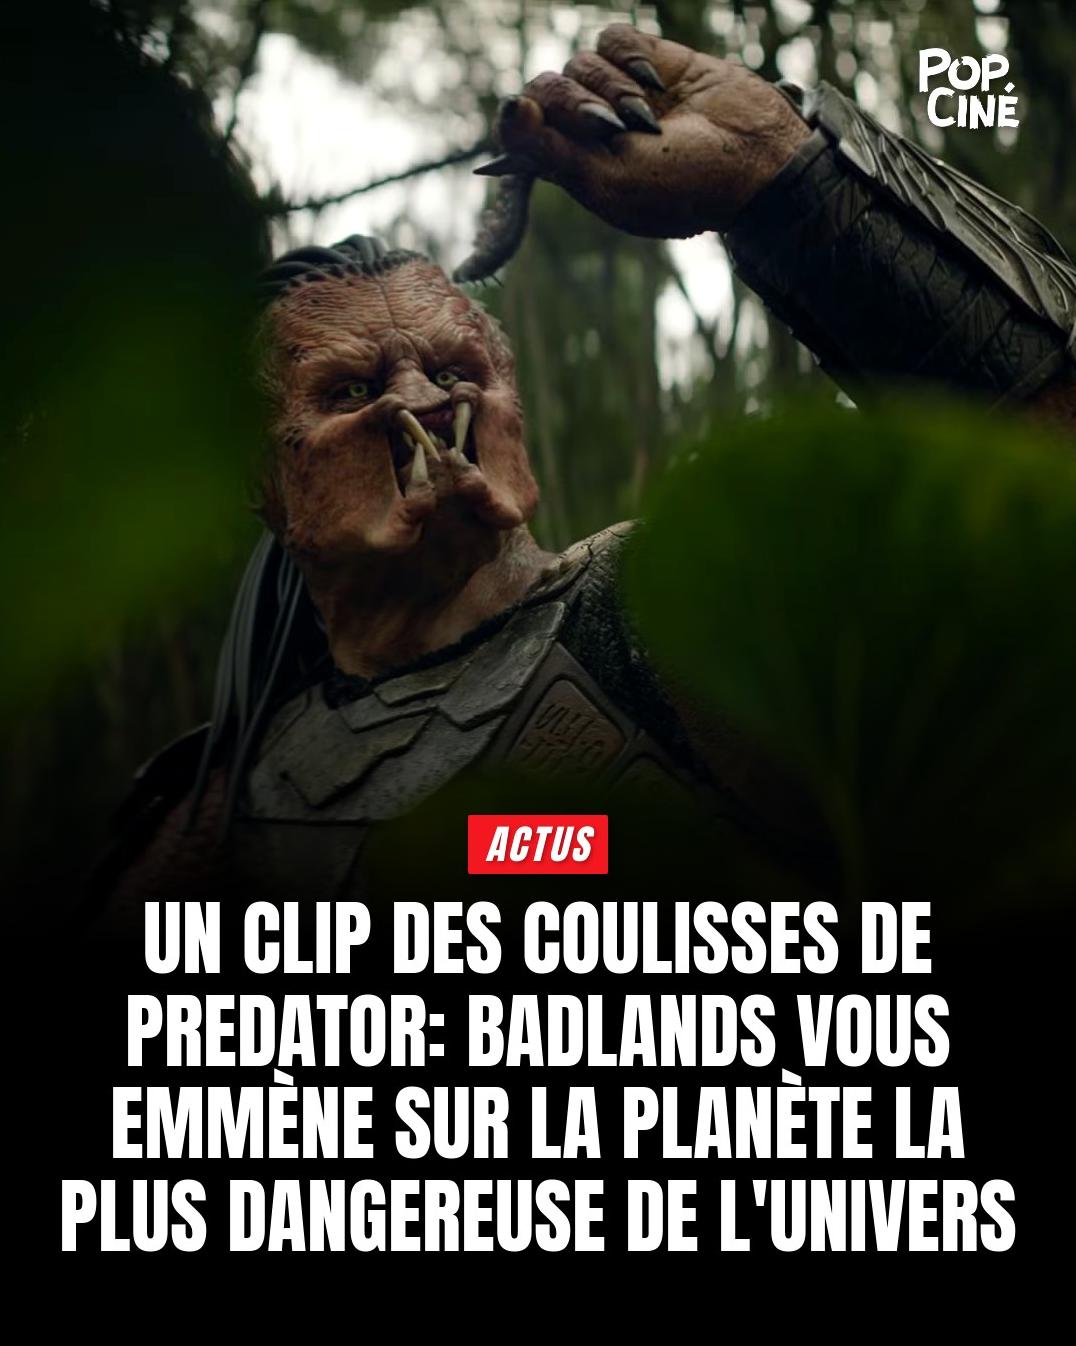 POP.
CINÉ
ACTUS
UN CLIP DES COULISSES DE
PREDATOR: BADLANDS VOUS
EMMÈNE SUR LA PLANÈTE LA
PLUS DANGEREUSE DE L'UNIVERS